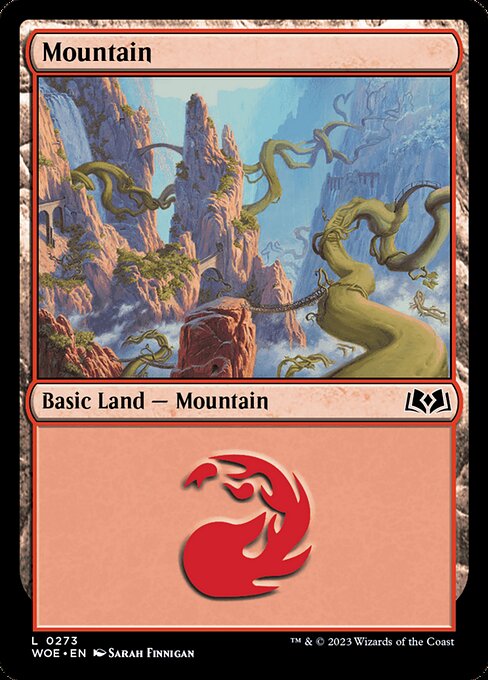 Mountain
Basic Land — Mountain
L 0273
WOE • EN Sarah Finnigan
™ & © 2023 Wizards of the Coast